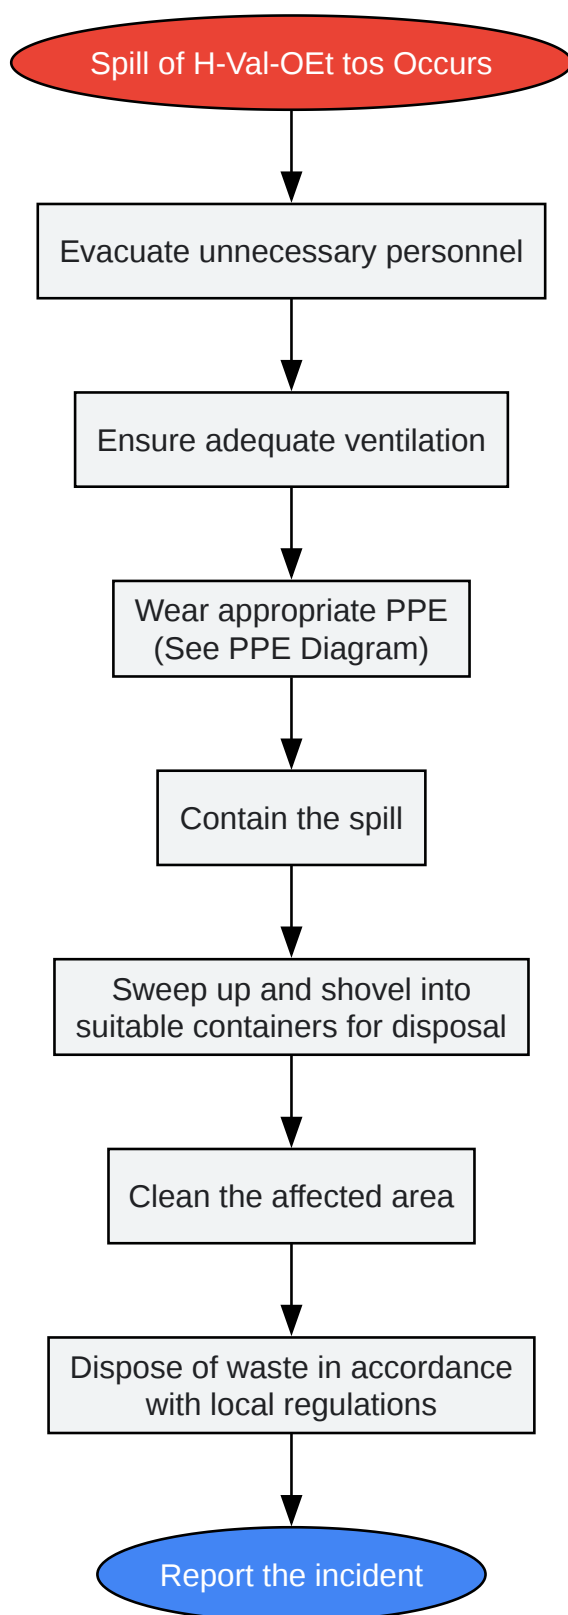 Spill of H-Val-OEt tos Occurs
Evacuate unnecessary personnel
Ensure adequate ventilation
Wear appropriate PPE
(See PPE Diagram)
Contain the spill
Sweep up and shovel into
suitable containers for disposal
Clean the affected area
Dispose of waste in accordance
with local regulations
Report the incident